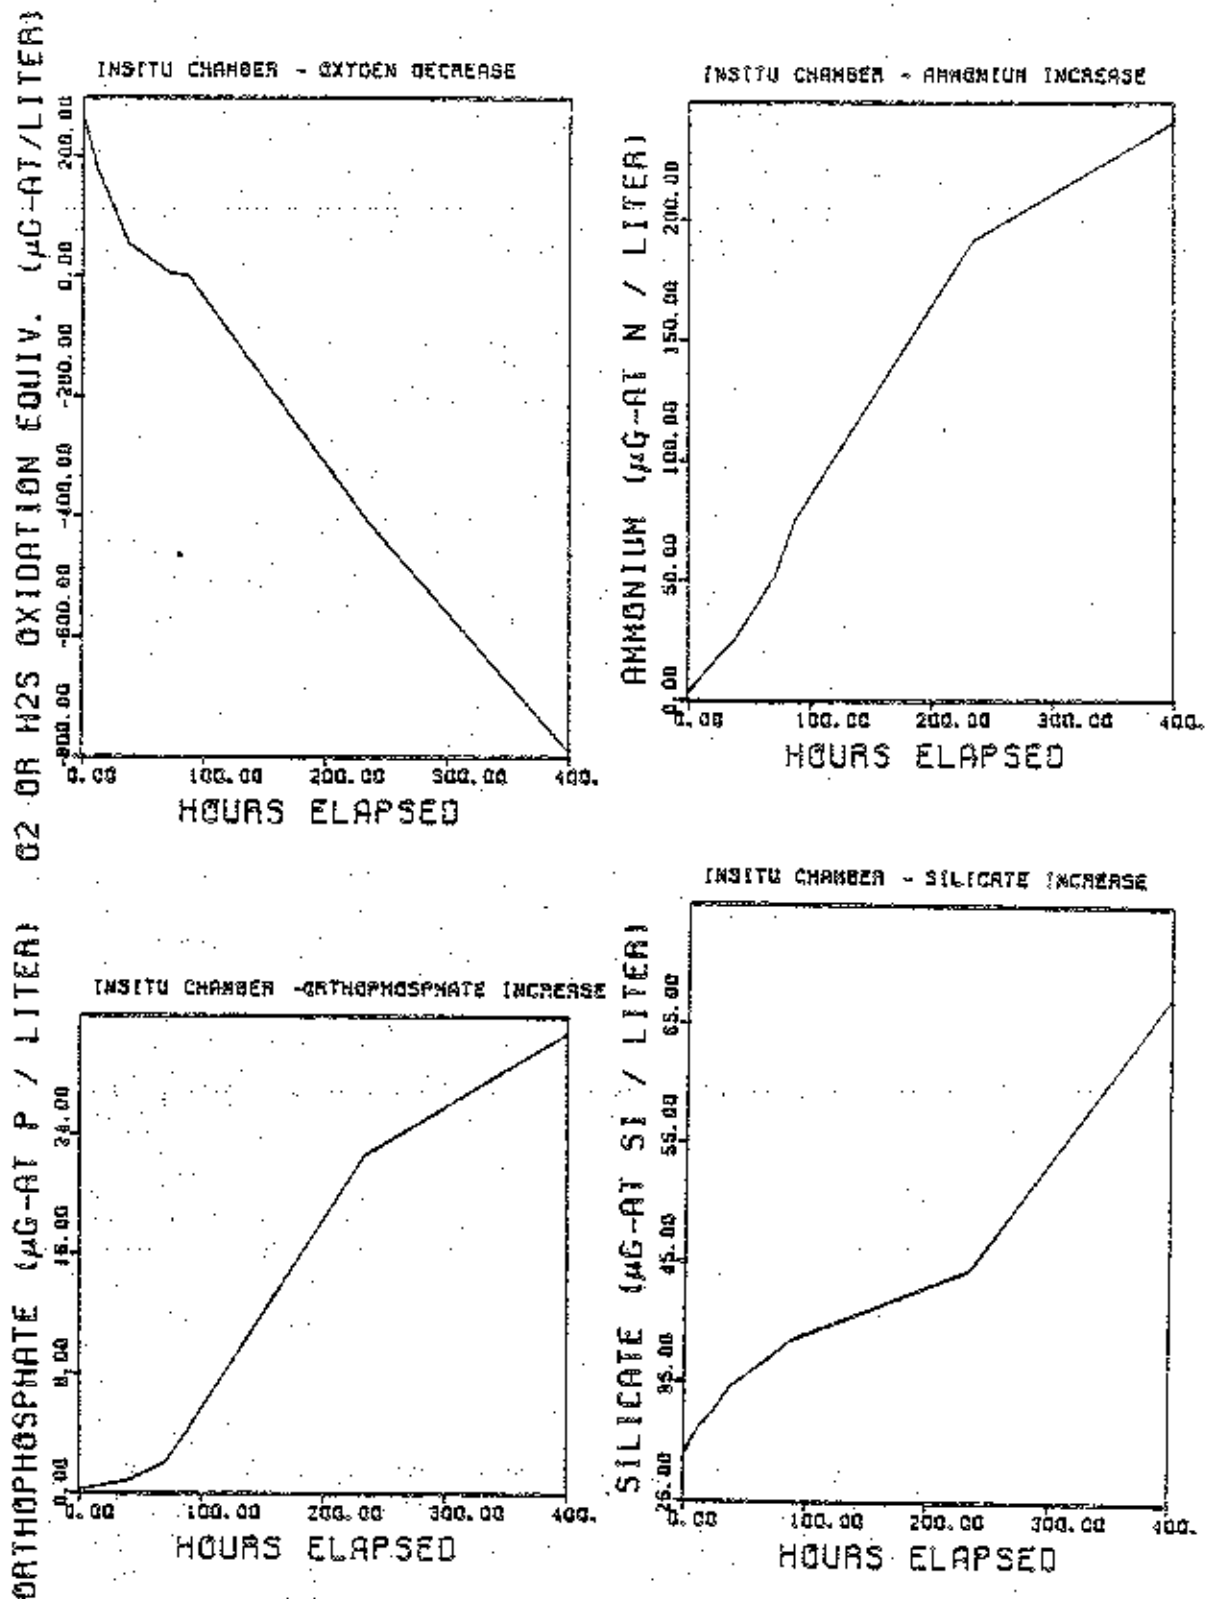 INSITU CHAMBER - OXYGEN DECREASE
O2 OR H2S OXIDATION EQUIV. (μG-AT/LITER)
200.00
0.00
-200.00
-400.00
-600.00
-800.00
0.00 100.00 200.00 300.00 400.
HOURS ELAPSED
INSITU CHAMBER - AMMONIUM INCREASE
AMMONIUM (μG-AT N / LITER)
200.00
150.00
100.00
50.00
0.00
0.00 100.00 200.00 300.00 400.
HOURS ELAPSED
INSITU CHAMBER -ORTHOPHOSPHATE INCREASE
ORTHOPHOSPHATE (μG-AT P / LITER)
24.00
16.00
8.00
0.00
0.00 100.00 200.00 300.00 400.
HOURS ELAPSED
INSITU CHAMBER - SILICATE INCREASE
SILICATE (μG-AT SI / LITER)
65.00
55.00
45.00
35.00
25.00
0.00 100.00 200.00 300.00 400.
HOURS ELAPSED